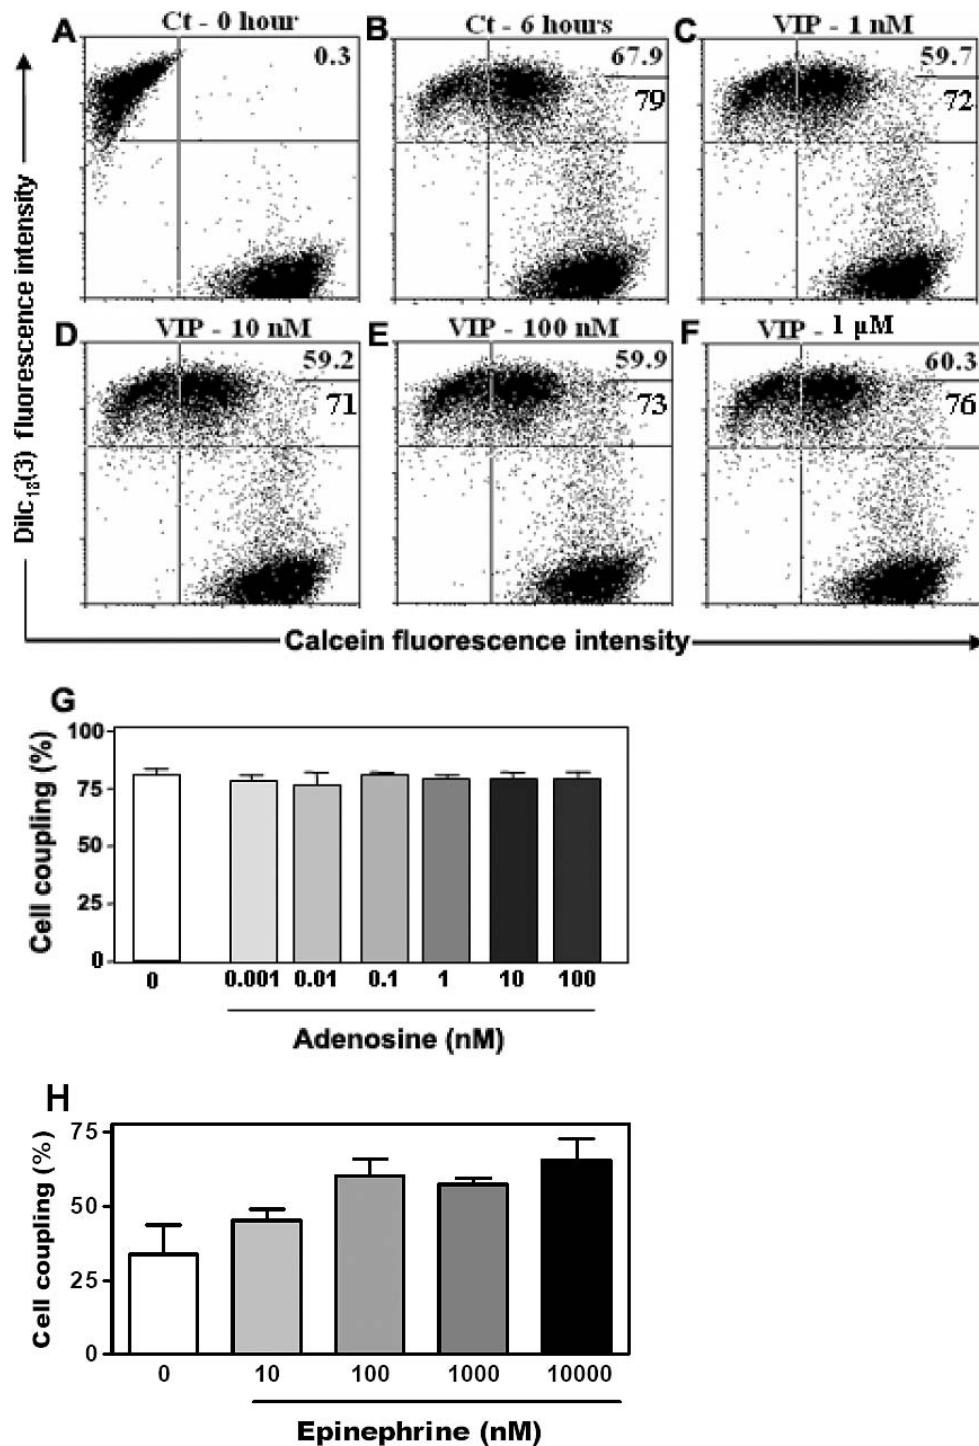 A Ct - 0 hour
0.3
B Ct - 6 hours
67.9
79
C VIP - 1 nM
59.7
72
D VIP - 10 nM
59.2
71
E VIP - 100 nM
59.9
73
F VIP - 1 µM
60.3
76
Dilc₁₈(3) fluorescence intensity
Calcein fluorescence intensity
G
Cell coupling (%)
100
75
50
25
0
0 0.001 0.01 0.1 1 10 100
Adenosine (nM)
H
Cell coupling (%)
75
50
25
0
0 10 100 1000 10000
Epinephrine (nM)